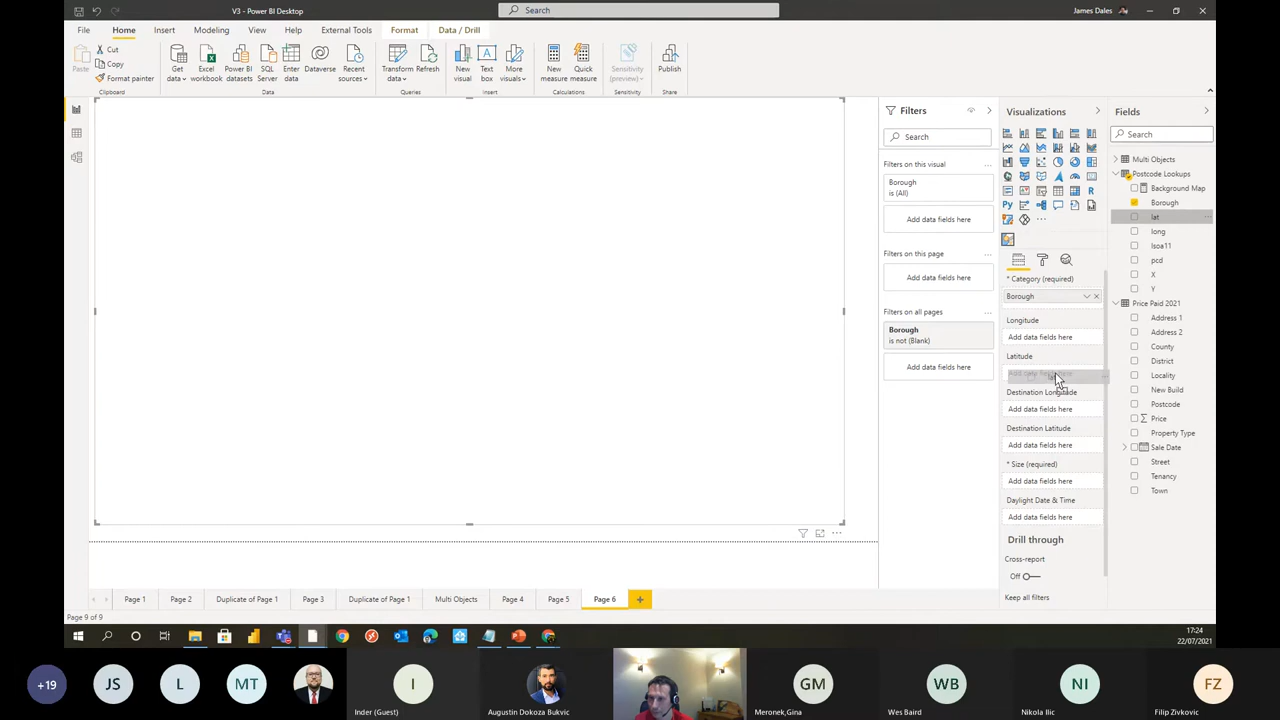 V3 - Power BI Desktop
Search
James Dales
File
Home
Insert
Modeling
View
Help
External Tools
Format
Data / Drill
Paste
Cut
Copy
Format painter
Get data
Excel workbook
Power BI datasets
SQL Server
Enter data
Dataverse
Recent sources
Transform data
Refresh
New visual
Text box
More visuals
New measure
Quick measure
Sensitivity (preview)
Publish
Clipboard
Data
Queries
Insert
Calculations
Sensitivity
Share
Filters
Search
Filters on this visual
Borough
is (All)
Add data fields here
Filters on this page
Add data fields here
Filters on all pages
Borough
is not (Blank)
Add data fields here
Visualizations
R
Py
* Category (required)
Borough
Longitude
Add data fields here
Latitude
Add data fields here
Destination Longitude
Add data fields here
Destination Latitude
Add data fields here
* Size (required)
Add data fields here
Daylight Date & Time
Add data fields here
Drill through
Cross-report
Off
Keep all filters
Fields
Search
Multi Objects
Postcode Lookups
Background Map
Borough
lat
long
lsoa11
pcd
X
Y
Price Paid 2021
Address 1
Address 2
County
District
Locality
New Build
Postcode
Price
Property Type
Sale Date
Street
Tenancy
Town
Page 1
Page 2
Duplicate of Page 1
Page 3
Duplicate of Page 1
Multi Objects
Page 4
Page 5
Page 6
Page 9 of 9
17:24
22/07/2021
+19
JS
L
MT
I
Inder (Guest)
Augustin Dokoza Bukvic
GM
Meronek,Gina
WB
Wes Baird
NI
Nikola Ilic
FZ
Filip Zivkovic